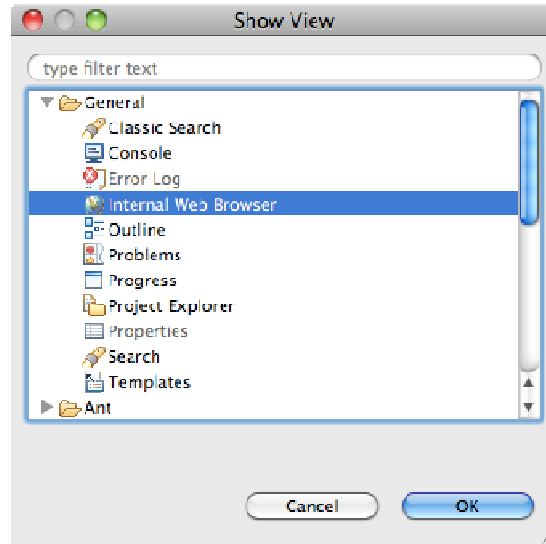 Show View
type filter text
General
Classic Search
Console
Error Log
Internal Web Browser
Outline
Problems
Progress
Project Explorer
Properties
Search
Templates
Ant
Cancel OK